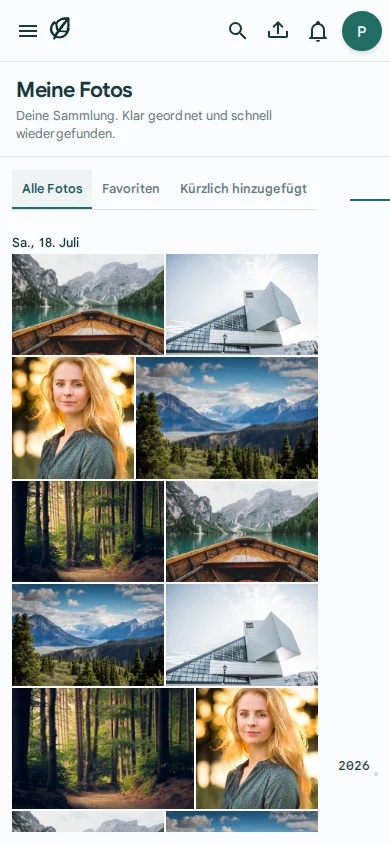 P
Meine Fotos
Deine Sammlung. Klar geordnet und schnell
wiedergefunden.
Alle Fotos Favoriten Kürzlich hinzugefügt
Sa., 18. Juli
2026